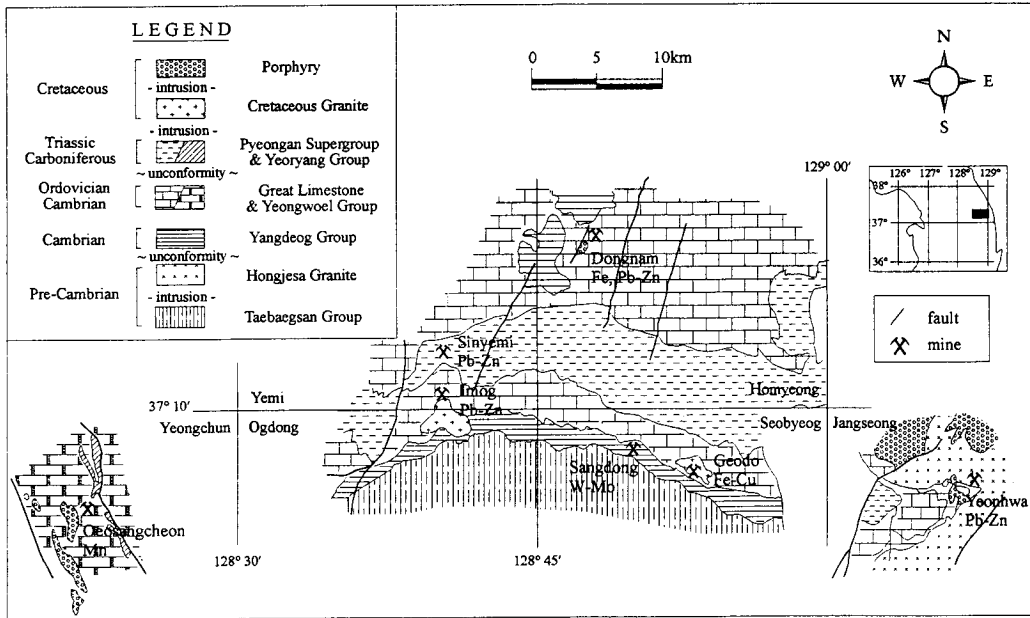 LEGEND
Cretaceous
Porphyry
- intrusion -
Cretaceous Granite
- intrusion -
Triassic
Carboniferous
Pyeongan Supergroup
& Yeoryang Group
~ unconformity ~
Ordovician
Cambrian
Great Limestone
& Yeongwoel Group
Cambrian
Yangdeog Group
~ unconformity ~
Pre-Cambrian
Hongjesa Granite
- intrusion -
Taebaegsan Group
0 5 10km
N
W E
S
129° 00'
126° 127° 128° 129°
38°
37°
36°
fault
mine
Dongnam
Fe, Pb-Zn
Sinyemi
Pb-Zn
Imog
Pb-Zn
Homyeong
37° 10'
Yemi
Yeongchun
Ogdong
Seobyeog
Jangseong
Sangdong
W-Mo
Geodo
Fe-Cu
Yeonhwa
Pb-Zn
Geosangcheon
Mn
128° 30'
128° 45'